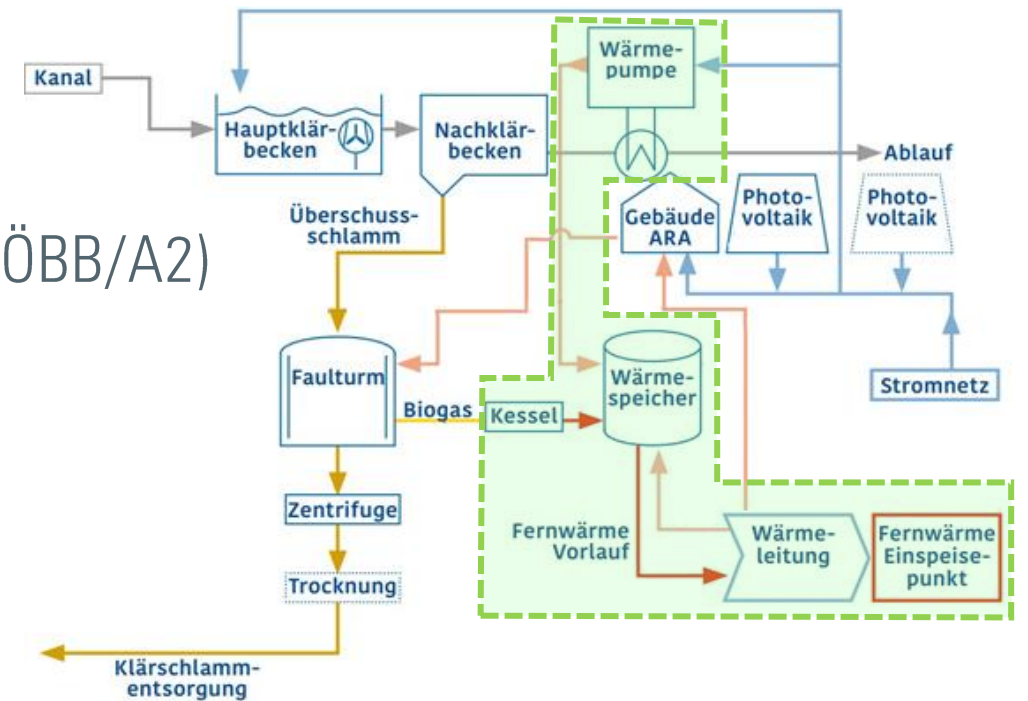 Wärme-
pumpe
Kanal
Hauptklär-
becken
Nachklär-
becken
Ablauf
Überschuss-
schlamm
Gebäude
ARA
Photo-
voltaik
Photo-
voltaik
ÖBB/A2)
Faulturm
Wärme-
speicher
Stromnetz
Biogas
Kessel
Zentrifuge
Fernwärme
Vorlauf
Wärme-
leitung
Fernwärme
Einspeise-
punkt
Trocknung
Klärschlamm-
entsorgung